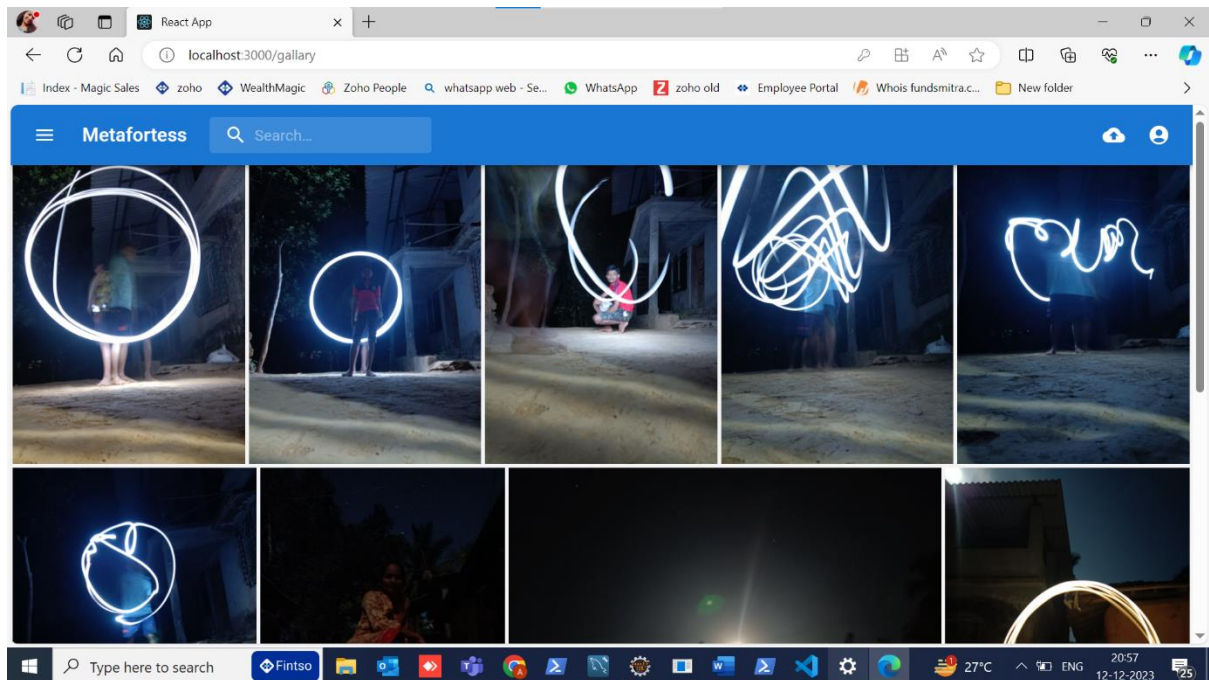 React App
localhost:3000/gallary
Index - Magic Sales zoho WealthMagic Zoho People whatsapp web - Se... WhatsApp Z zoho old Employee Portal Whois fundsmitra.c... New folder
Metafortess Search...
Type here to search Fintso 27°C ENG 20:57
12-12-2023 25